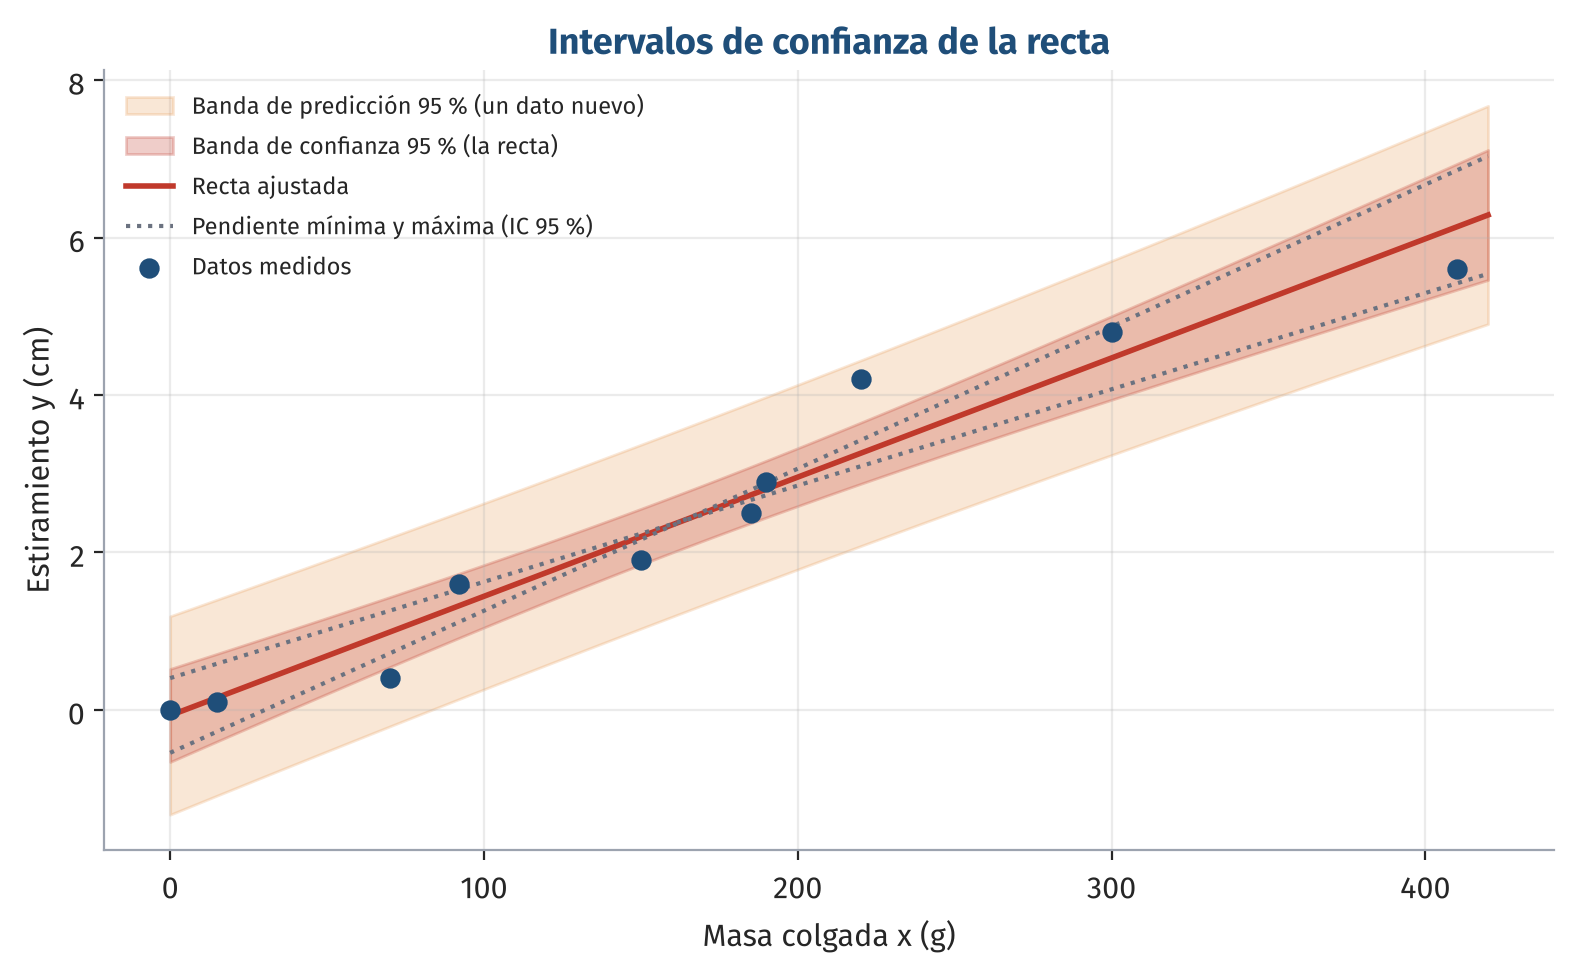 Intervalos de confianza de la recta
Banda de predicción 95 % (un dato nuevo)
Banda de confianza 95 % (la recta)
Recta ajustada
Pendiente mínima y máxima (IC 95 %)
Datos medidos
Estiramiento y (cm)
8
6
4
2
0
0 100 200 300 400
Masa colgada x (g)